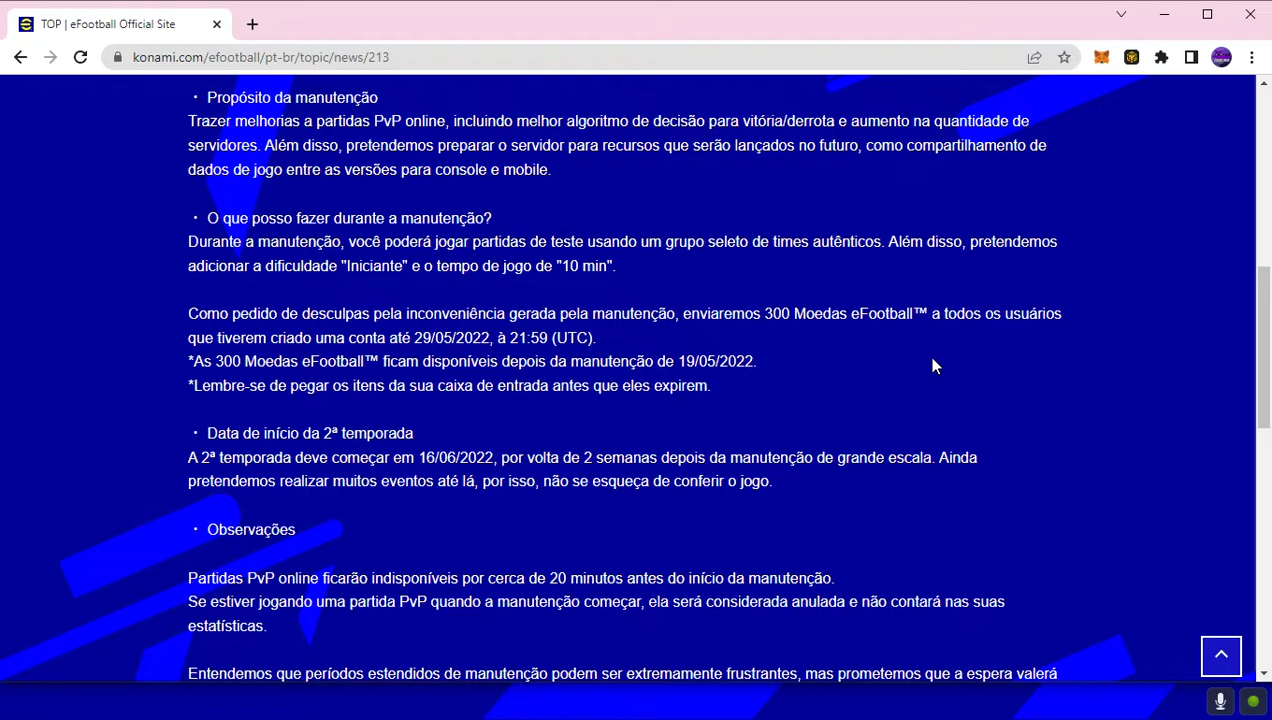 TOP | eFootball Official Site
konami.com/efootball/pt-br/topic/news/213
・ Propósito da manutenção
Trazer melhorias a partidas PvP online, incluindo melhor algoritmo de decisão para vitória/derrota e aumento na quantidade de
servidores. Além disso, pretendemos preparar o servidor para recursos que serão lançados no futuro, como compartilhamento de
dados de jogo entre as versões para console e mobile.
・ O que posso fazer durante a manutenção?
Durante a manutenção, você poderá jogar partidas de teste usando um grupo seleto de times autênticos. Além disso, pretendemos
adicionar a dificuldade "Iniciante" e o tempo de jogo de "10 min".
Como pedido de desculpas pela inconveniência gerada pela manutenção, enviaremos 300 Moedas eFootball™ a todos os usuários
que tiverem criado uma conta até 29/05/2022, à 21:59 (UTC).
*As 300 Moedas eFootball™ ficam disponíveis depois da manutenção de 19/05/2022.
*Lembre-se de pegar os itens da sua caixa de entrada antes que eles expirem.
・ Data de início da 2ª temporada
A 2ª temporada deve começar em 16/06/2022, por volta de 2 semanas depois da manutenção de grande escala. Ainda
pretendemos realizar muitos eventos até lá, por isso, não se esqueça de conferir o jogo.
・ Observações
Partidas PvP online ficarão indisponíveis por cerca de 20 minutos antes do início da manutenção.
Se estiver jogando uma partida PvP quando a manutenção começar, ela será considerada anulada e não contará nas suas
estatísticas.
Entendemos que períodos estendidos de manutenção podem ser extremamente frustrantes, mas prometemos que a espera valerá